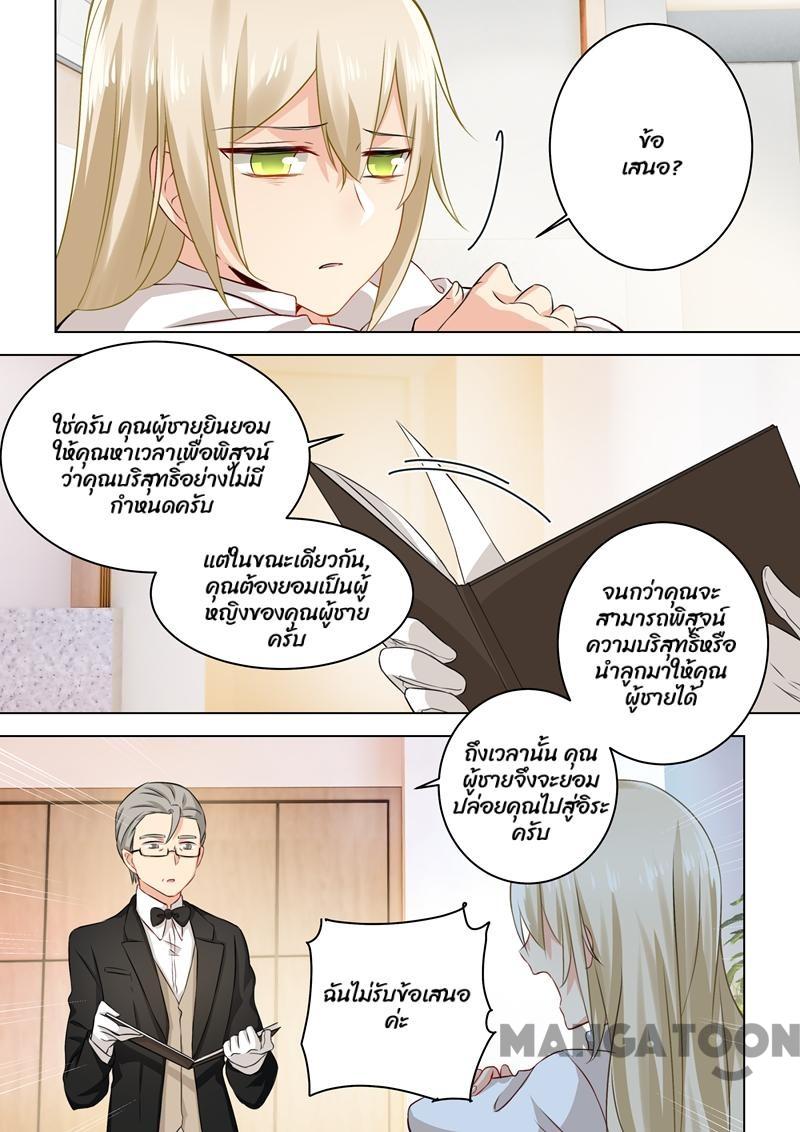 ข้อ
เสนอ?
ใช่ครับ คุณผู้ชายยินยอม
ให้คุณหาเวลาเพื่อพิสูจน์
ว่าคุณบริสุทธิ์อย่างไม่มี
กำหนดครับ
แต่ในขณะเดียวกัน,
คุณต้องยอมเป็นผู้
หญิงของคุณผู้ชาย
ครับ
จนกว่าคุณจะ
สามารถพิสูจน์
ความบริสุทธิ์หรือ
นำลูกมาให้คุณ
ผู้ชายได้
ถึงเวลานั้น คุณ
ผู้ชายจึงจะยอม
ปล่อยคุณไปสู่อิระ
ครับ
ฉันไม่รับข้อเสนอ
ค่ะ
MANGATOON